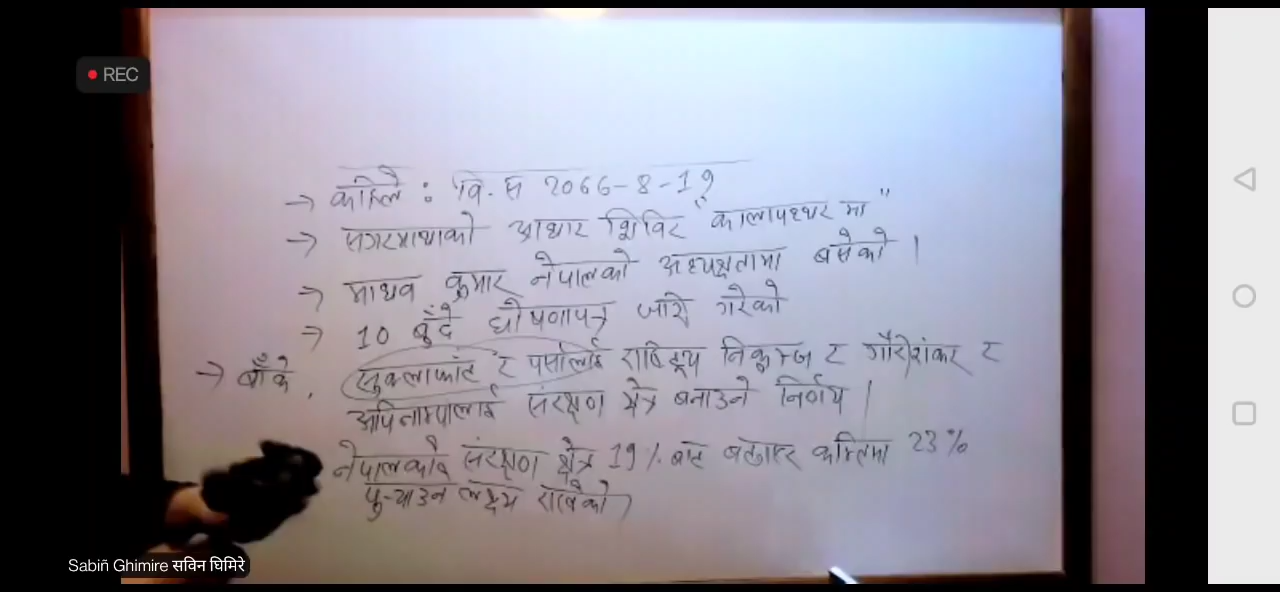 REC
→ कहिले : वि.स 2066-8-19
→ सगरमाथाको आधार शिविर "कालापत्थर मा"
→ माधव कुमार नेपालको अध्यक्षतामा बसेको ।
→ 10 बुँदे घोषणापत्र जारी गरेको
→ बाँके, सुक्लाफाँट र पर्सालाई राष्ट्रिय निकुञ्ज र गौरीशंकर र
अपिनाम्पालाई संरक्षण क्षेत्र बनाउने निर्णय ।
नेपालको संरक्षण क्षेत्र 19% बाट बढाएर कम्तिमा 23%
पुर्‍याउन लक्ष्य राखेको ।
Sabiñ Ghimire सविन घिमिरे